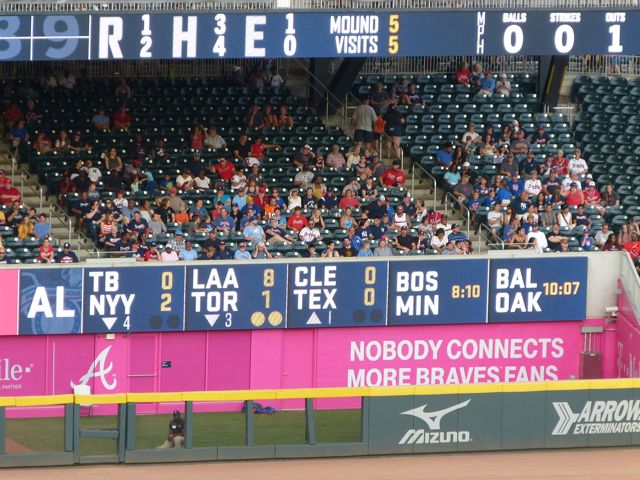 8 9 R 1 2 H 3 4 E 1 0 MOUND VISITS 5 5 MPH BALLS 0 STRIKES 0 OUTS 1
AL TB 0 NYY 2 4 LAA 8 TOR 1 3 CLE 0 TEX 0 1 BOS MIN 8:10 BAL OAK 10:07
NOBODY CONNECTS
MORE BRAVES FANS
A
MIZUNO
ARROW
EXTERMINATORS